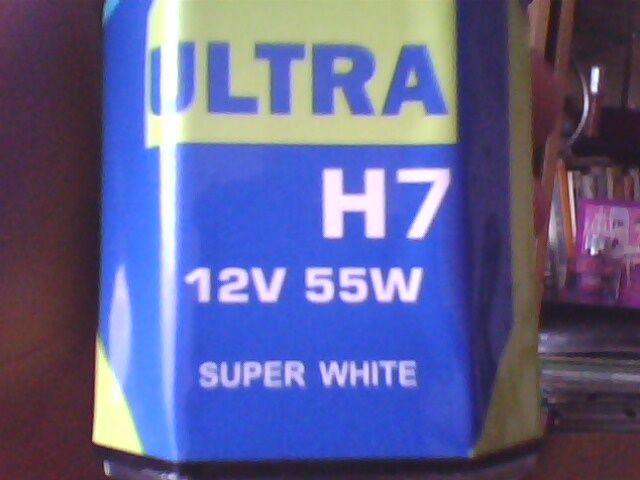 ULTRA
H7
12V 55W
SUPER WHITE